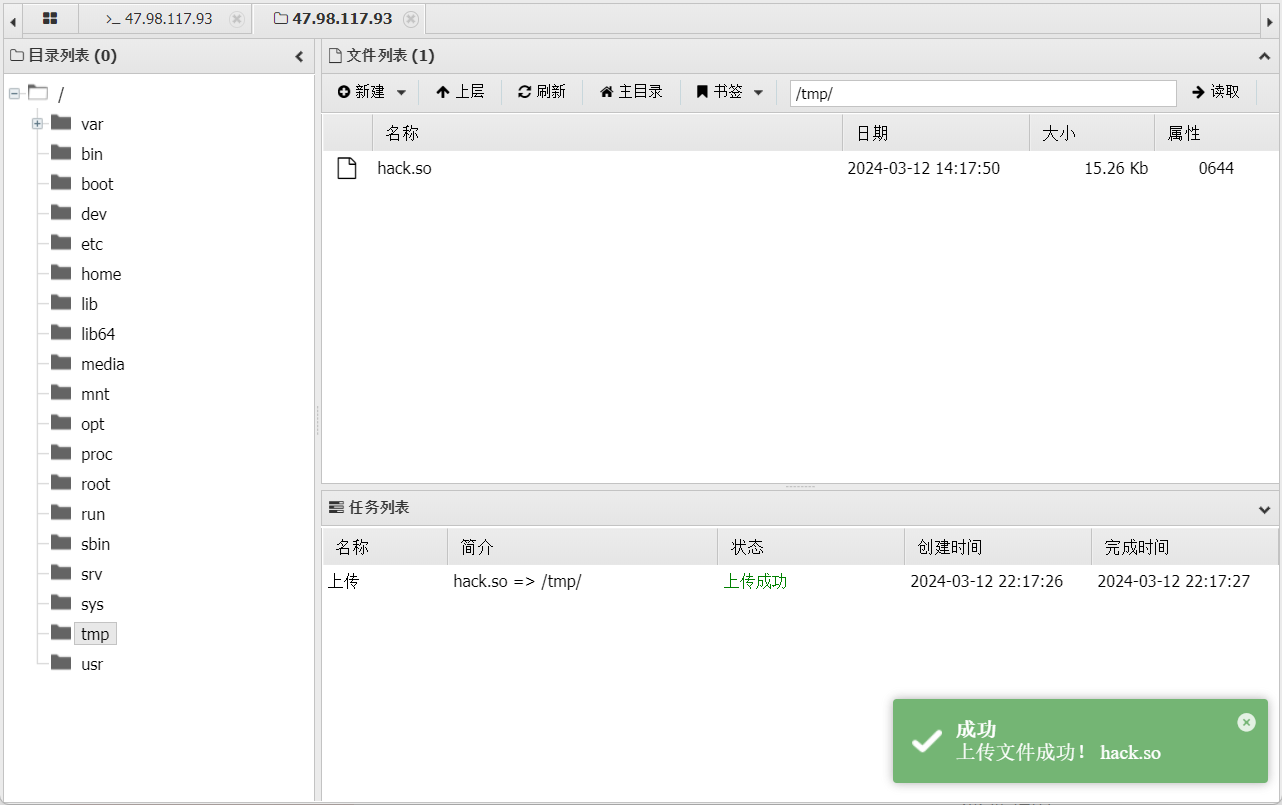 >_ 47.98.117.93
47.98.117.93
目录列表 (0)
/
var
bin
boot
dev
etc
home
lib
lib64
media
mnt
opt
proc
root
run
sbin
srv
sys
tmp
usr
文件列表 (1)
新建 上层 刷新 主目录 书签 /tmp/ 读取
名称 日期 大小 属性
hack.so 2024-03-12 14:17:50 15.26 Kb 0644
任务列表
名称 简介 状态 创建时间 完成时间
上传 hack.so => /tmp/ 上传成功 2024-03-12 22:17:26 2024-03-12 22:17:27
成功
上传文件成功！ hack.so